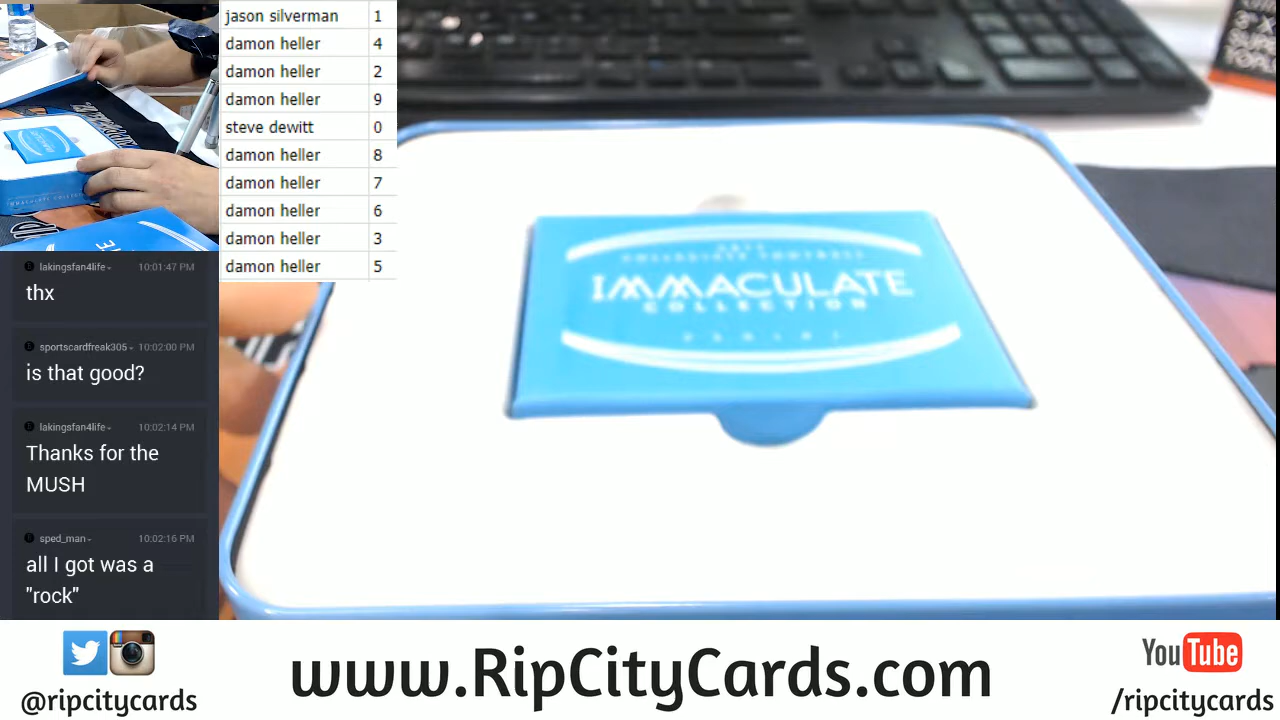 jason silverman 1
damon heller 4
damon heller 2
damon heller 9
steve dewitt 0
damon heller 8
damon heller 7
damon heller 6
damon heller 3
damon heller 5
COLLEGIATE FOOTBALL
IMMACULATE
COLLECTION
PANINI
lakingsfan4life 10:01:47 PM
thx
sportscardfreak305 10:02:00 PM
is that good?
lakingsfan4life 10:02:14 PM
Thanks for the
MUSH
sped_man 10:02:16 PM
all I got was a
"rock"
@ripcitycards
www.RipCityCards.com
YouTube
/ripcitycards